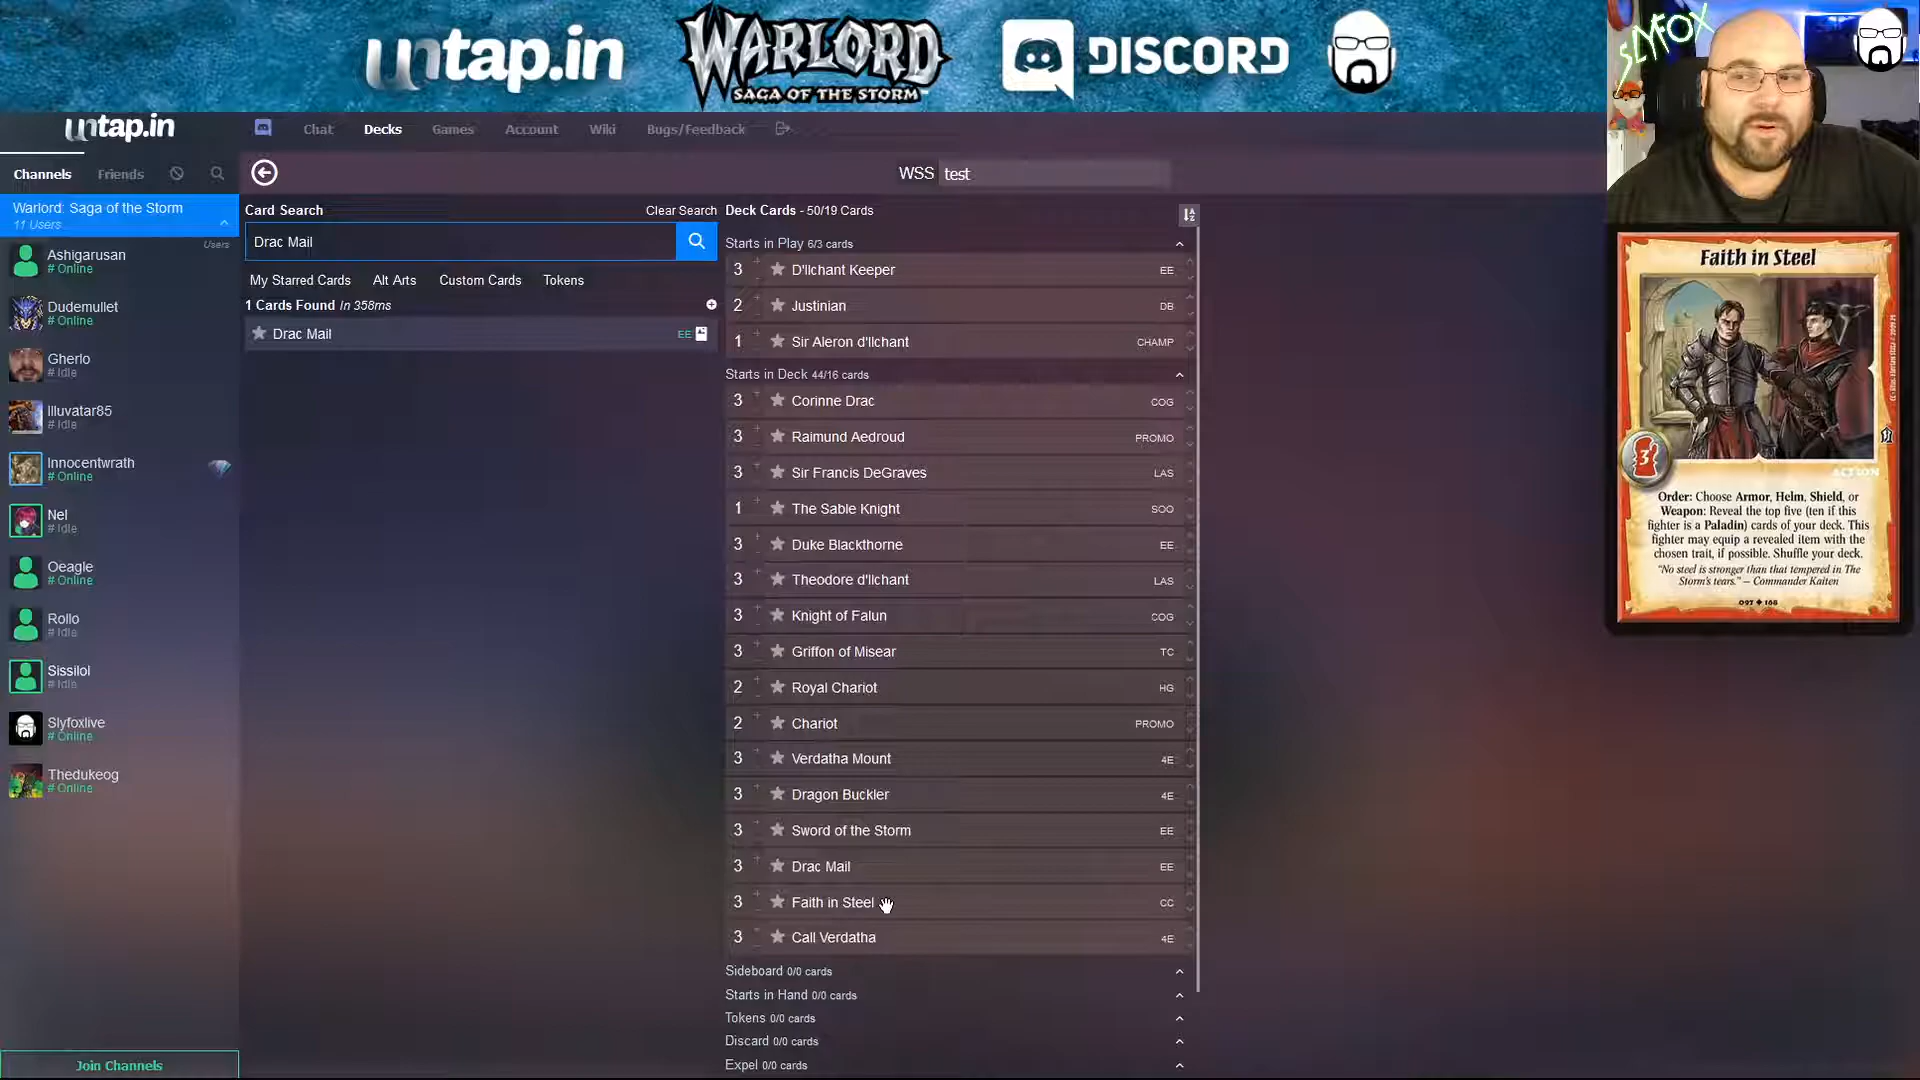 untap.in
WARLORD
SAGA OF THE STORM
DISCORD
SLYFOX
untap.in
Chat
Decks
Games
Account
Wiki
Bugs/Feedback
Channels
Friends
WSS test
Warlord: Saga of the Storm
11 Users
Users
Ashigarusan
# Online
Dudemullet
# Online
Gherlo
# Idle
Illuvatar85
# Idle
Innocentwrath
# Online
Nel
# Idle
Oeagle
# Online
Rollo
# Idle
Sissilol
# Idle
Slyfoxlive
# Online
Thedukeog
# Online
Join Channels
Card Search
Clear Search
Drac Mail
My Starred Cards
Alt Arts
Custom Cards
Tokens
1 Cards Found In 358ms
Drac Mail EE
Deck Cards - 50/19 Cards
Starts in Play 6/3 cards
3 D'Ilchant Keeper EE
2 Justinian DB
1 Sir Aleron d'Ilchant CHAMP
Starts in Deck 44/16 cards
3 Corinne Drac COG
3 Raimund Aedroud PROMO
3 Sir Francis DeGraves LAS
1 The Sable Knight SOO
3 Duke Blackthorne EE
3 Theodore d'Ilchant LAS
3 Knight of Falun COG
3 Griffon of Misear TC
2 Royal Chariot HG
2 Chariot PROMO
3 Verdatha Mount 4E
3 Dragon Buckler 4E
3 Sword of the Storm EE
3 Drac Mail EE
3 Faith in Steel CC
3 Call Verdatha 4E
Sideboard 0/0 cards
Starts in Hand 0/0 cards
Tokens 0/0 cards
Discard 0/0 cards
Expel 0/0 cards
Faith in Steel
3
ACTION
Order: Choose Armor, Helm, Shield, or
Weapon: Reveal the top five (ten if this
fighter is a Paladin) cards of your deck. This
fighter may equip a revealed item with the
chosen trait, if possible. Shuffle your deck.
"No steel is stronger than that tempered in The
Storm's tears." – Commander Kaiten
097 ♦ 168